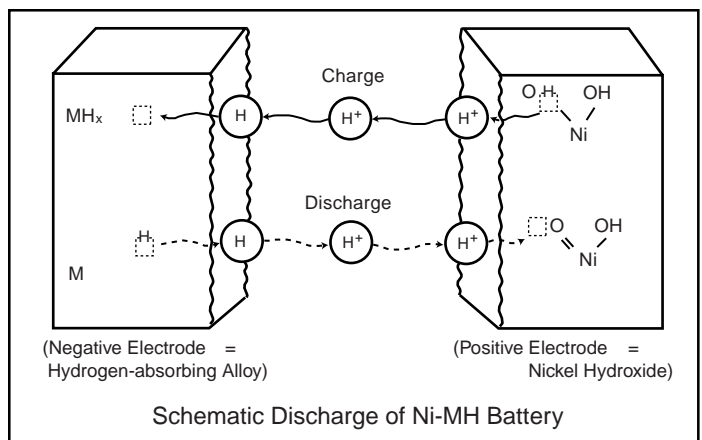 Charge
MHx
H
H+
H+
O H
OH
Ni
Discharge
H
H
H+
H+
O
OH
Ni
M
(Negative Electrode =
Hydrogen-absorbing Alloy)
(Positive Electrode =
Nickel Hydroxide)
Schematic Discharge of Ni-MH Battery